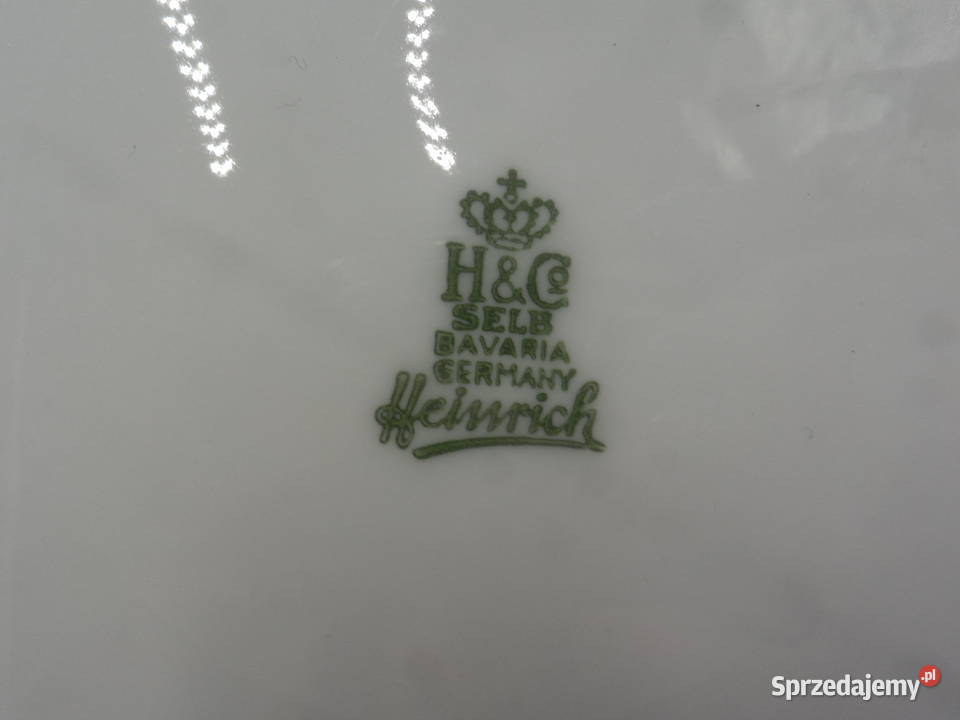 H&Co
SELB
BAVARIA
GERMANY
Heinrich
Sprzedajemy.pl